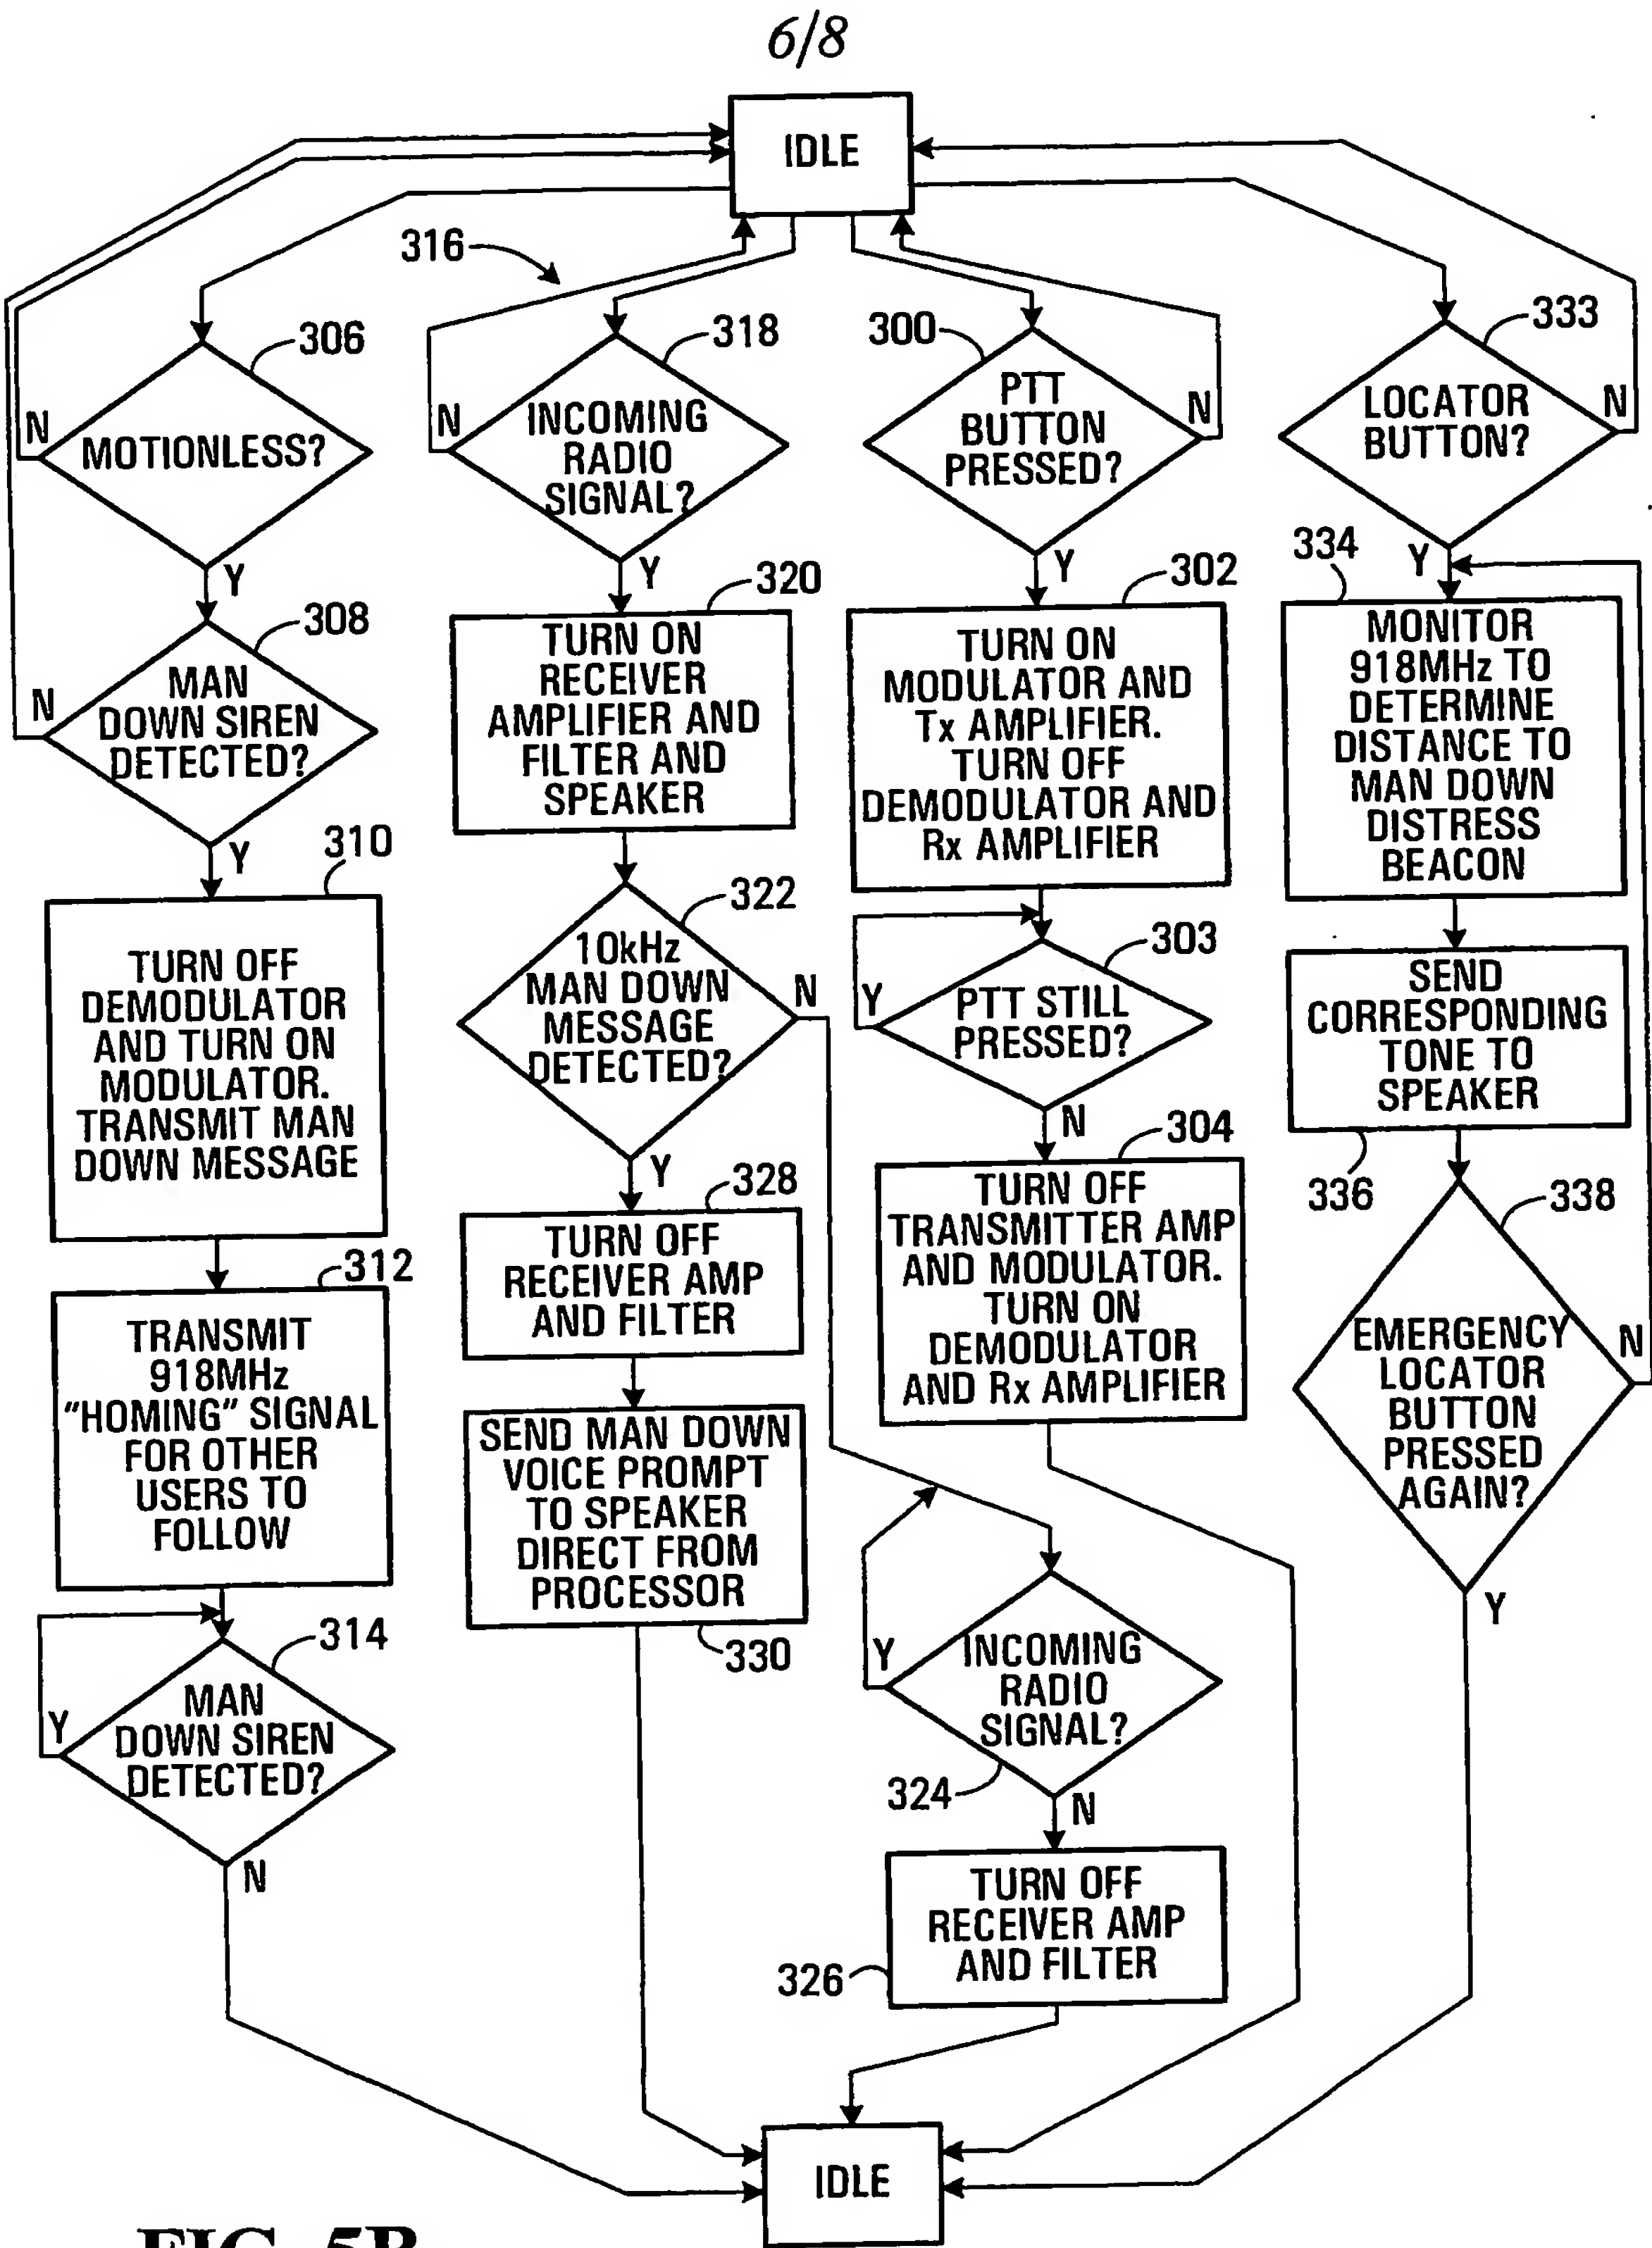 6/8
IDLE
316
306
MOTIONLESS?
N
Y
308
MAN
DOWN SIREN
DETECTED?
N
Y
310
TURN OFF
DEMODULATOR
AND TURN ON
MODULATOR.
TRANSMIT MAN
DOWN MESSAGE
312
TRANSMIT
918MHz
"HOMING" SIGNAL
FOR OTHER
USERS TO
FOLLOW
314
MAN
DOWN SIREN
DETECTED?
Y
N
318
INCOMING
RADIO
SIGNAL?
N
Y
320
TURN ON
RECEIVER
AMPLIFIER AND
FILTER AND
SPEAKER
322
10kHz
MAN DOWN
MESSAGE
DETECTED?
N
Y
328
TURN OFF
RECEIVER AMP
AND FILTER
SEND MAN DOWN
VOICE PROMPT
TO SPEAKER
DIRECT FROM
PROCESSOR
330
300
PTT
BUTTON
PRESSED?
N
Y
302
TURN ON
MODULATOR AND
Tx AMPLIFIER.
TURN OFF
DEMODULATOR AND
Rx AMPLIFIER
303
PTT STILL
PRESSED?
Y
N
304
TURN OFF
TRANSMITTER AMP
AND MODULATOR.
TURN ON
DEMODULATOR
AND Rx AMPLIFIER
INCOMING
RADIO
SIGNAL?
Y
324
N
TURN OFF
RECEIVER AMP
AND FILTER
326
333
LOCATOR
BUTTON?
N
Y
334
MONITOR
918MHz TO
DETERMINE
DISTANCE TO
MAN DOWN
DISTRESS
BEACON
SEND
CORRESPONDING
TONE TO
SPEAKER
336
338
EMERGENCY
LOCATOR
BUTTON
PRESSED
AGAIN?
N
Y
IDLE
FIG. 5B